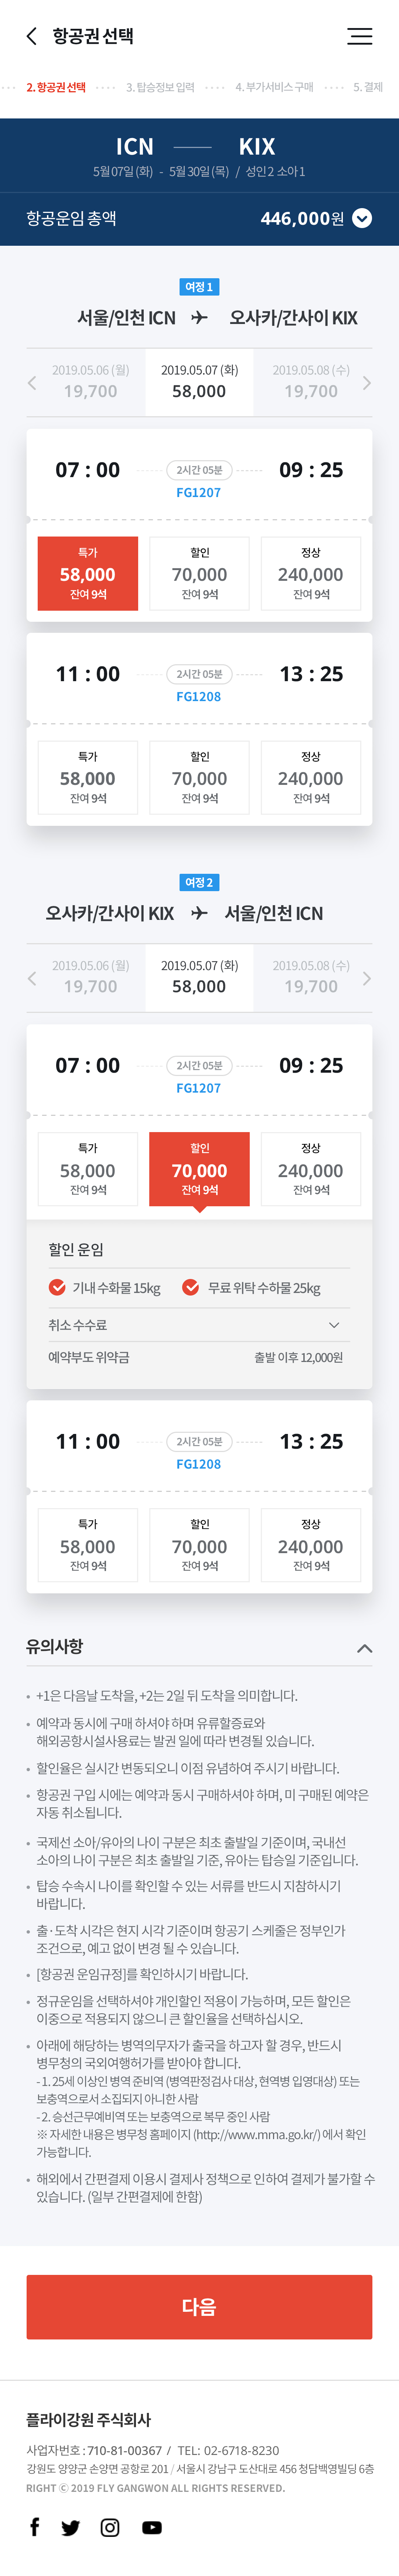 항공권 선택
2. 항공권 선택 3. 탑승정보 입력 4. 부가서비스 구매 5. 결제
ICN KIX
5월 07일 (화) - 5월 30일 (목) / 성인 2 소아 1
항공운임 총액 446,000원
여정 1
서울/인천 ICN 오사카/간사이 KIX
2019.05.06 (월) 2019.05.07 (화) 2019.05.08 (수)
19,700 58,000 19,700
07 : 00 2시간 05분 09 : 25
FG1207
특가 할인 정상
58,000 70,000 240,000
잔여 9석 잔여 9석 잔여 9석
11 : 00 2시간 05분 13 : 25
FG1208
특가 할인 정상
58,000 70,000 240,000
잔여 9석 잔여 9석 잔여 9석
여정 2
오사카/간사이 KIX 서울/인천 ICN
2019.05.06 (월) 2019.05.07 (화) 2019.05.08 (수)
19,700 58,000 19,700
07 : 00 2시간 05분 09 : 25
FG1207
특가 할인 정상
58,000 70,000 240,000
잔여 9석 잔여 9석 잔여 9석
할인 운임
기내 수화물 15kg 무료 위탁 수하물 25kg
취소 수수료
예약부도 위약금 출발 이후 12,000원
11 : 00 2시간 05분 13 : 25
FG1208
특가 할인 정상
58,000 70,000 240,000
잔여 9석 잔여 9석 잔여 9석
유의사항
• +1은 다음날 도착을, +2는 2일 뒤 도착을 의미합니다.
• 예약과 동시에 구매 하셔야 하며 유류할증료와
해외공항시설사용료는 발권 일에 따라 변경될 있습니다.
• 할인율은 실시간 변동되오니 이점 유념하여 주시기 바랍니다.
• 항공권 구입 시에는 예약과 동시 구매하셔야 하며, 미 구매된 예약은
자동 취소됩니다.
• 국제선 소아/유아의 나이 구분은 최초 출발일 기준이며, 국내선
소아의 나이 구분은 최초 출발일 기준, 유아는 탑승일 기준입니다.
• 탑승 수속시 나이를 확인할 수 있는 서류를 반드시 지참하시기
바랍니다.
• 출·도착 시각은 현지 시각 기준이며 항공기 스케줄은 정부인가
조건으로, 예고 없이 변경 될 수 있습니다.
• [항공권 운임규정]를 확인하시기 바랍니다.
• 정규운임을 선택하셔야 개인할인 적용이 가능하며, 모든 할인은
이중으로 적용되지 않으니 큰 할인율을 선택하십시오.
• 아래에 해당하는 병역의무자가 출국을 하고자 할 경우, 반드시
병무청의 국외여행허가를 받아야 합니다.
- 1. 25세 이상인 병역 준비역 (병역판정검사 대상, 현역병 입영대상) 또는
보충역으로서 소집되지 아니한 사람
- 2. 승선근무예비역 또는 보충역으로 복무 중인 사람
※ 자세한 내용은 병무청 홈페이지 (http://www.mma.go.kr/) 에서 확인
가능합니다.
• 해외에서 간편결제 이용시 결제사 정책으로 인하여 결제가 불가할 수
있습니다. (일부 간편결제에 한함)
다음
플라이강원 주식회사
사업자번호 : 710-81-00367 / TEL: 02-6718-8230
강원도 양양군 손양면 공항로 201 / 서울시 강남구 도산대로 456 청담백영빌딩 6층
RIGHT ⓒ 2019 FLY GANGWON ALL RIGHTS RESERVED.